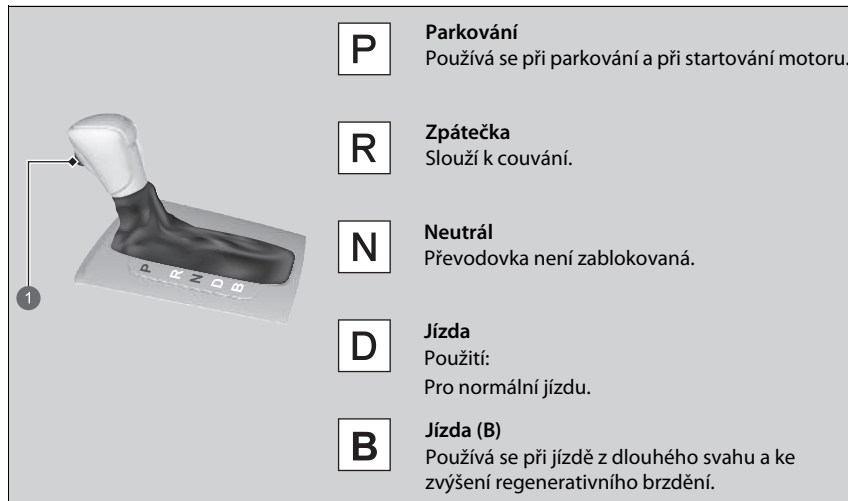 P
Parkování
Používá se při parkování a při startování motoru.
R
Zpátečka
Slouží k couvání.
N
Neutrál
Převodovka není zablokovaná.
D
Jízda
Použití:
Pro normální jízdu.
B
Jízda (B)
Používá se při jízdě z dlouhého svahu a ke
zvýšení regenerativního brzdění.
1
P R N D B